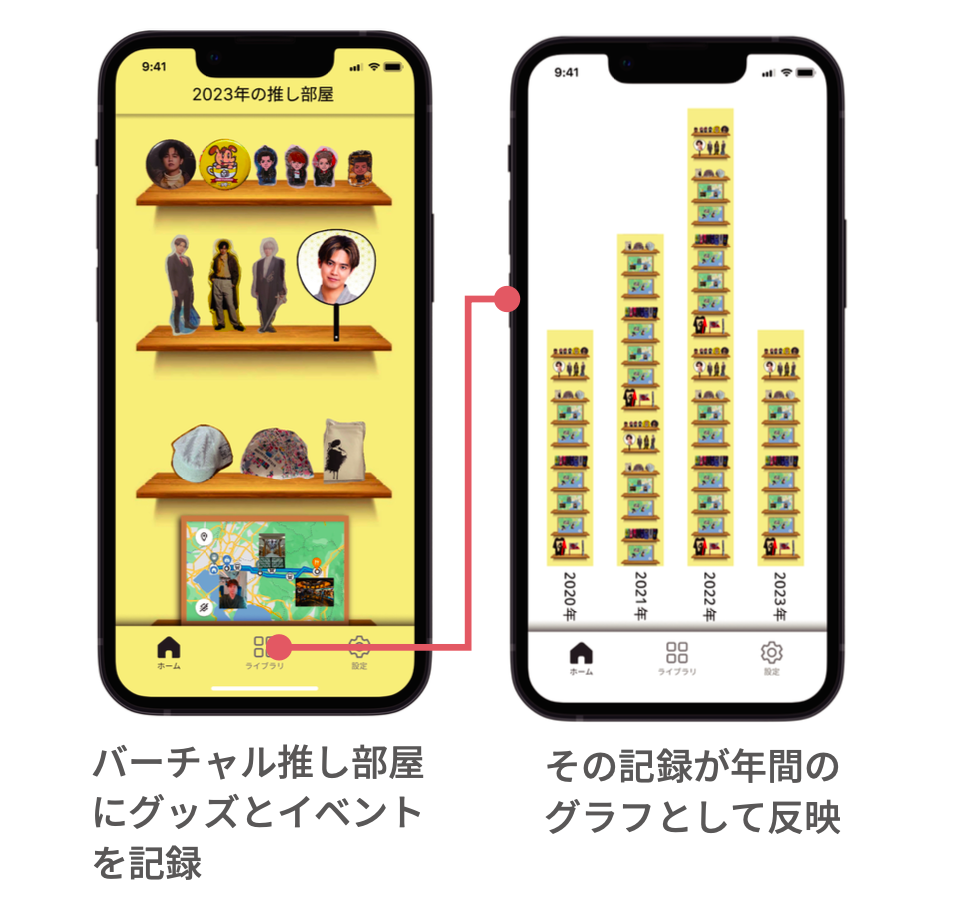 9:41
2023年の推し部屋
ホーム
ライブラリ
設定
9:41
2020年
2021年
2022年
2023年
ホーム
ライブラリ
設定
バーチャル推し部屋
にグッズとイベント
を記録
その記録が年間の
グラフとして反映